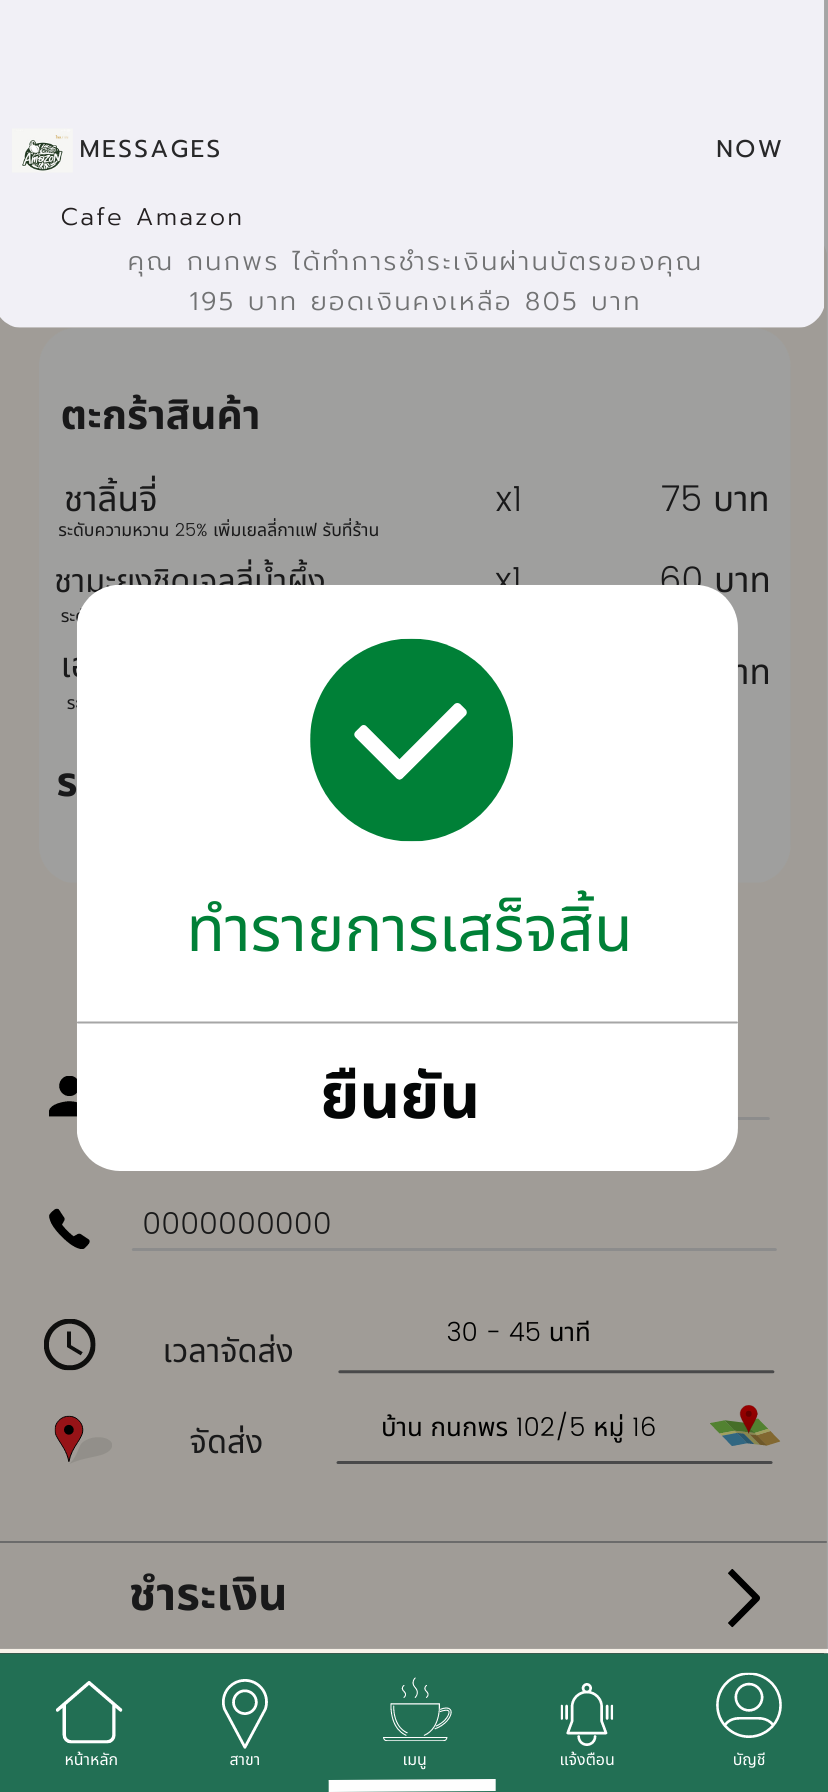 MESSAGES NOW
Cafe Amazon
คุณ กนกพร ได้ทำการชำระเงินผ่านบัตรของคุณ
195 บาท ยอดเงินคงเหลือ 805 บาท
ตะกร้าสินค้า
ชาลิ้นจี่ x1 75 บาท
ระดับความหวาน 25% เพิ่มเยลลี่กาแฟ รับที่ร้าน
ชามะยงชิดเจลลี่น้ำผึ้ง x1 60 บาท
ทำรายการเสร็จสิ้น
ยืนยัน
0000000000
เวลาจัดส่ง 30 - 45 นาที
จัดส่ง บ้าน กนกพร 102/5 หมู่ 16
ชำระเงิน
หน้าหลัก สาขา เมนู แจ้งตือน บัญชี